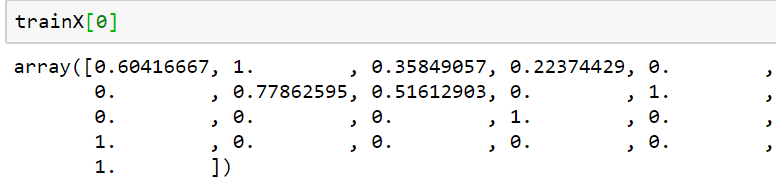 trainX[0]
array([0.60416667, 1.        , 0.35849057, 0.22374429, 0.        ,
       0.        , 0.77862595, 0.51612903, 0.        , 1.        ,
       0.        , 0.        , 0.        , 1.        , 0.        ,
       1.        , 0.        , 0.        , 0.        , 0.        ,
       1.        ])